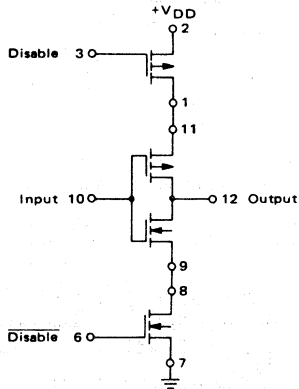 +VDD
2
Disable 3
1
11
Input 10
12 Output
9
8
Disable 6
7